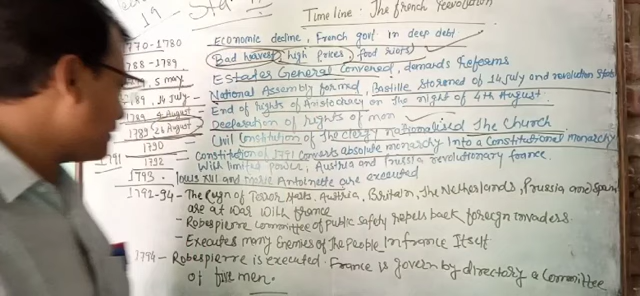 19 -
Timeline. The french revolution
1770-1780 Economic decline, French govt in deep debt
1788-1789 Bad harvest, high Prices, food riots
5 may Estates General Convened, demands Reforms
1789, 14 July National Assembly formed, Bastille Stormed of 14 July and revolution starts
1789 4 August End of Rights of Aristocracy on The night of 4th August.
1789 26 August Declaration of rights of man
1790 Civil Constitution of The Clergy nationalised The Church
1791 Constitution of 1791 Converts absolute monarchy Into a Constitutional monarchy
1792 With limited power, Austria and Prussia revolutionary france.
1793. Louis XVI and Marie Antoinette are executed
1792-94 - The Reign of Terror starts. Austria, Britain, The Netherlands, Prussia and Spain
are at war with france
- Robespierre Committee of Public Safety repels back foreign invaders.
- Executes many Enemies of The People In france Itself
1794 - Robespierre is executed. France is govern by directory a Committee
of five men.